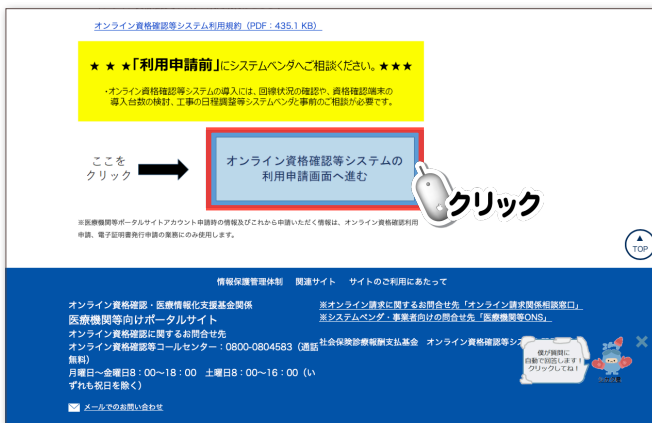 オンライン資格確認等システム利用規約（PDF：435.1 KB）
★ ★ ★「利用申請前」にシステムベンダへご相談ください。★★★
・オンライン資格確認等システムの導入には、回線状況の確認や、資格確認端末の
導入台数の検討、工事の日程調整等システムベンダと事前のご相談が必要です。
ここを
クリック
オンライン資格確認等システムの
利用申請画面へ進む
クリック
※医療機関等ポータルサイトアカウント申請時の情報及びこれから申請いただく情報は、オンライン資格確認利用
申請、電子証明書発行申請の業務にのみ使用します。
TOP
情報保護管理体制 関連サイト サイトのご利用にあたって
オンライン資格確認・医療情報化支援基金関係
医療機関等向けポータルサイト
オンライン資格確認に関するお問合せ先
オンライン資格確認等コールセンター：0800-0804583（通話
無料）
月曜日〜金曜日8：00〜18：00 土曜日8：00〜16：00（い
ずれも祝日を除く）
メールでのお問い合わせ
※オンライン請求に関するお問合せ先「オンライン請求関係相談窓口」
※システムベンダ・事業者向けの問合せ先「医療機関等ONS」
社会保険診療報酬支払基金 オンライン資格確認等シス
僕が質問に
自動で回答します！
クリックしてね！